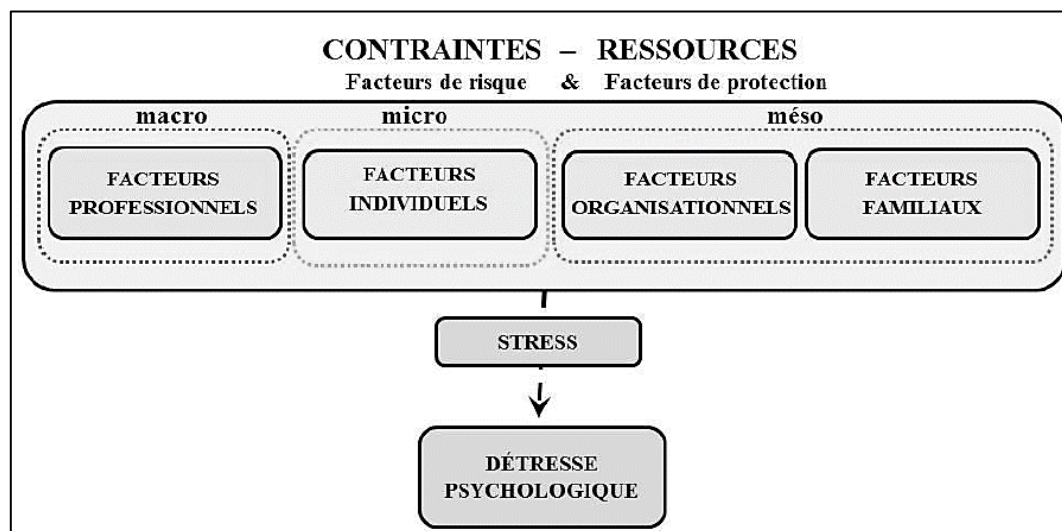 CONTRAINTES – RESSOURCES
Facteurs de risque & Facteurs de protection
macro
micro
méso
FACTEURS
PROFESSIONNELS
FACTEURS
INDIVIDUELS
FACTEURS
ORGANISATIONNELS
FACTEURS
FAMILIAUX
STRESS
DÉTRESSE
PSYCHOLOGIQUE